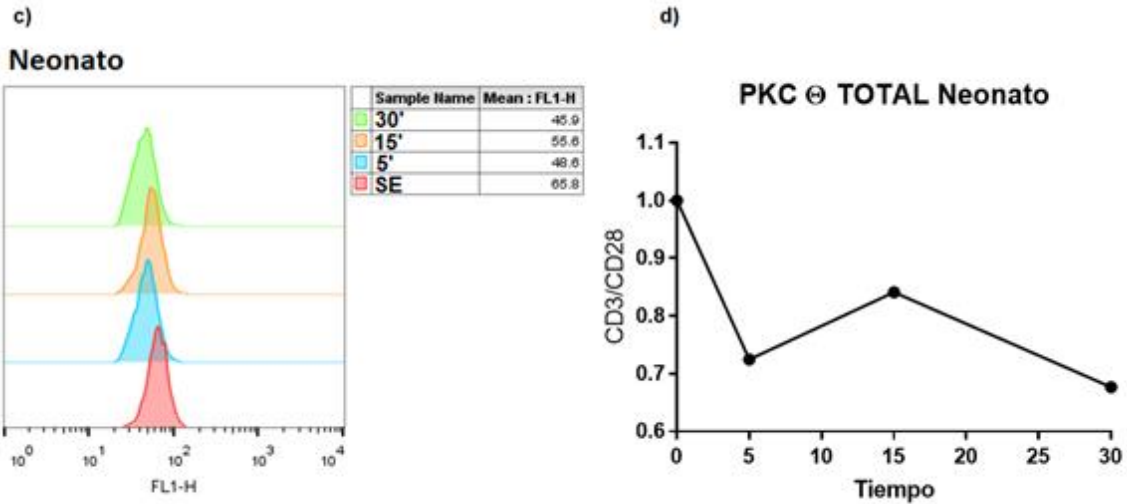 c)
Neonato
Sample Name Mean : FL1-H
30' 45.9
15' 55.6
5' 48.6
SE 65.8
10^0 10^1 10^2 10^3 10^4
FL1-H
d)
PKC Θ TOTAL Neonato
1.1
1.0
0.9
0.8
0.7
0.6
CD3/CD28
0 5 10 15 20 25 30
Tiempo